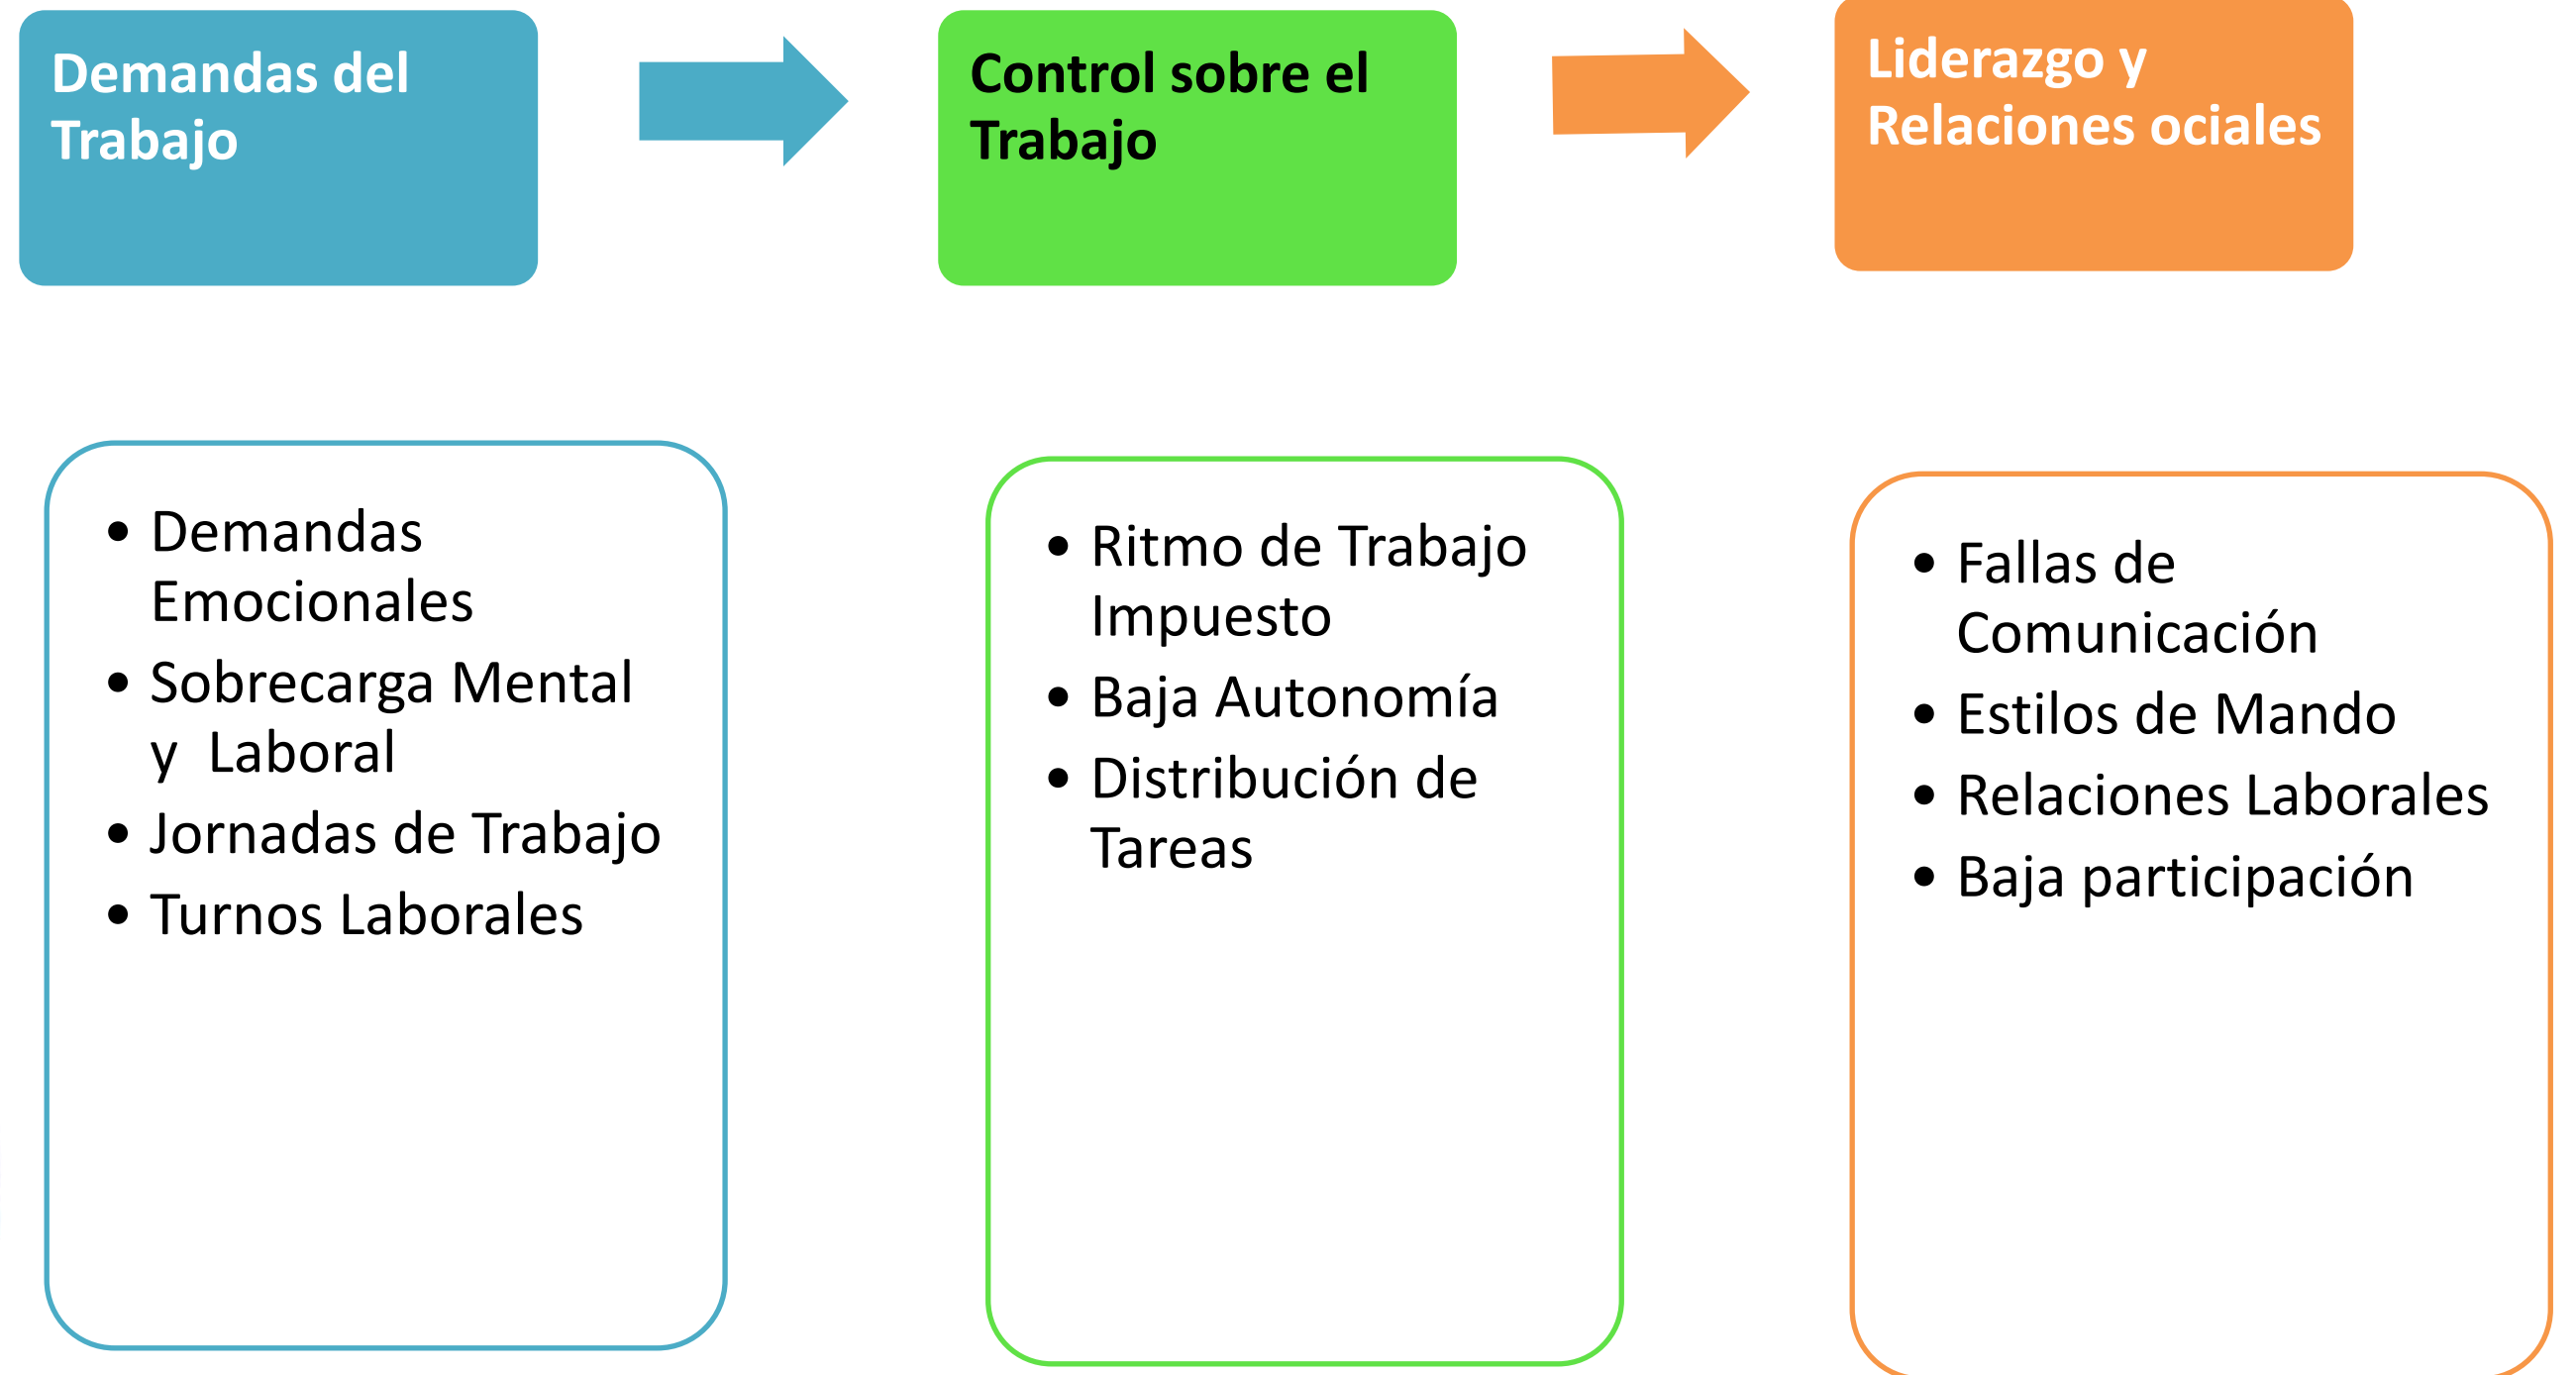 Demandas del
Trabajo
Control sobre el
Trabajo
Liderazgo y
Relaciones ociales
• Demandas
Emocionales
• Sobrecarga Mental
y  Laboral
• Jornadas de Trabajo
• Turnos Laborales
• Ritmo de Trabajo
Impuesto
• Baja Autonomía
• Distribución de
Tareas
• Fallas de
Comunicación
• Estilos de Mando
• Relaciones Laborales
• Baja participación